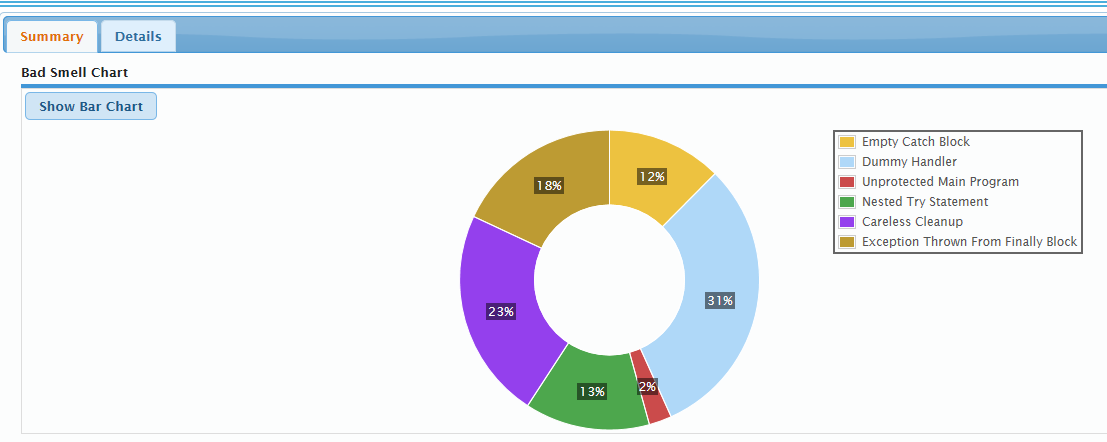 Summary
Details
Bad Smell Chart
Show Bar Chart
12%
31%
2%
13%
23%
18%
Empty Catch Block
Dummy Handler
Unprotected Main Program
Nested Try Statement
Careless Cleanup
Exception Thrown From Finally Block